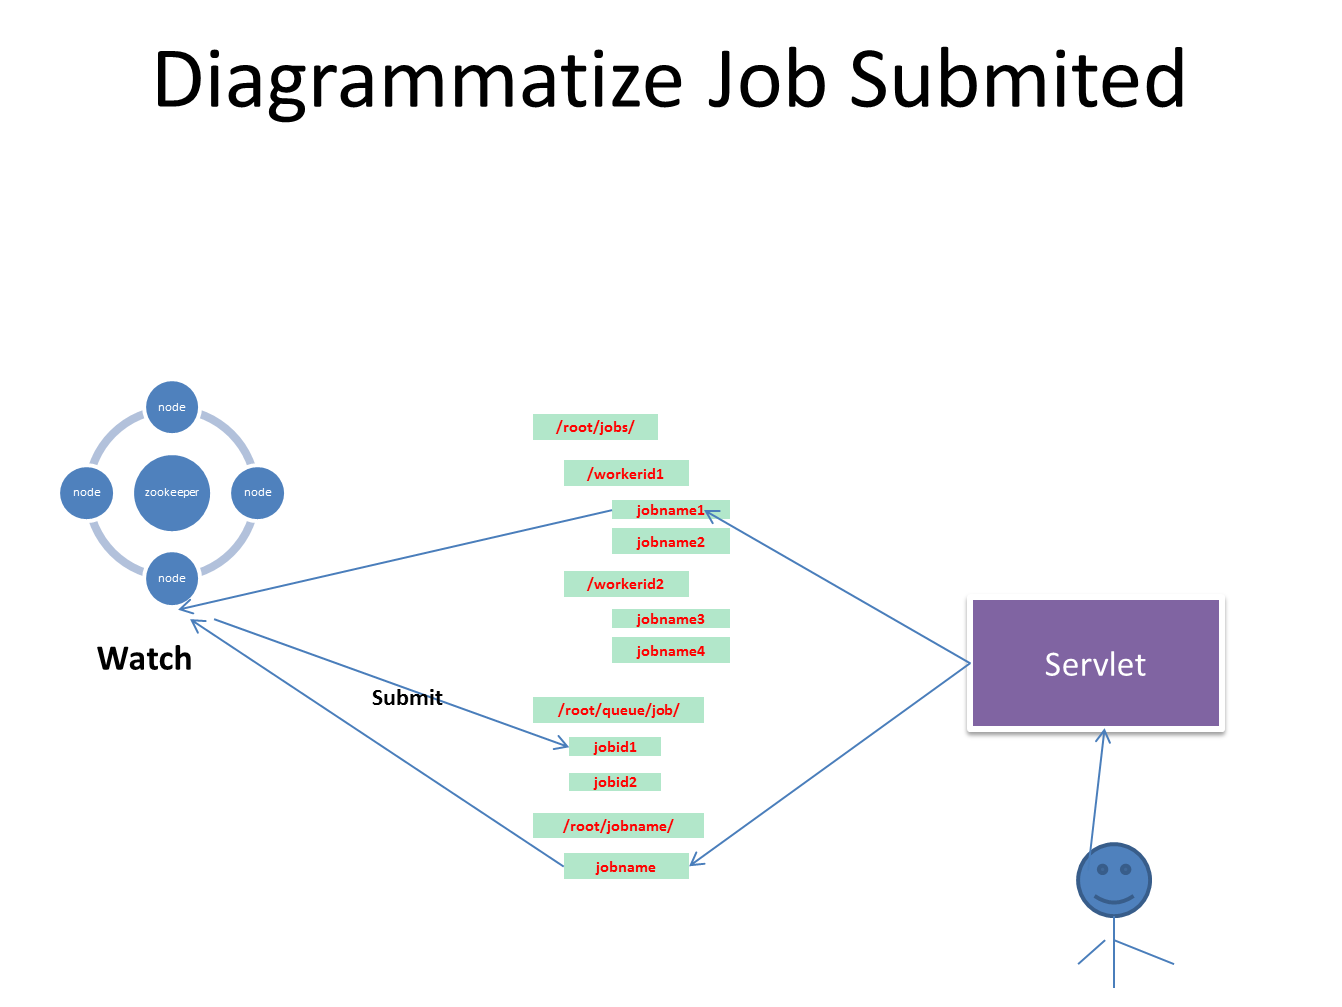 Diagrammatize Job Submited
node
node
zookeeper
node
node
Watch
Submit
/root/jobs/
/workerid1
jobname1
jobname2
/workerid2
jobname3
jobname4
/root/queue/job/
jobid1
jobid2
/root/jobname/
jobname
Servlet